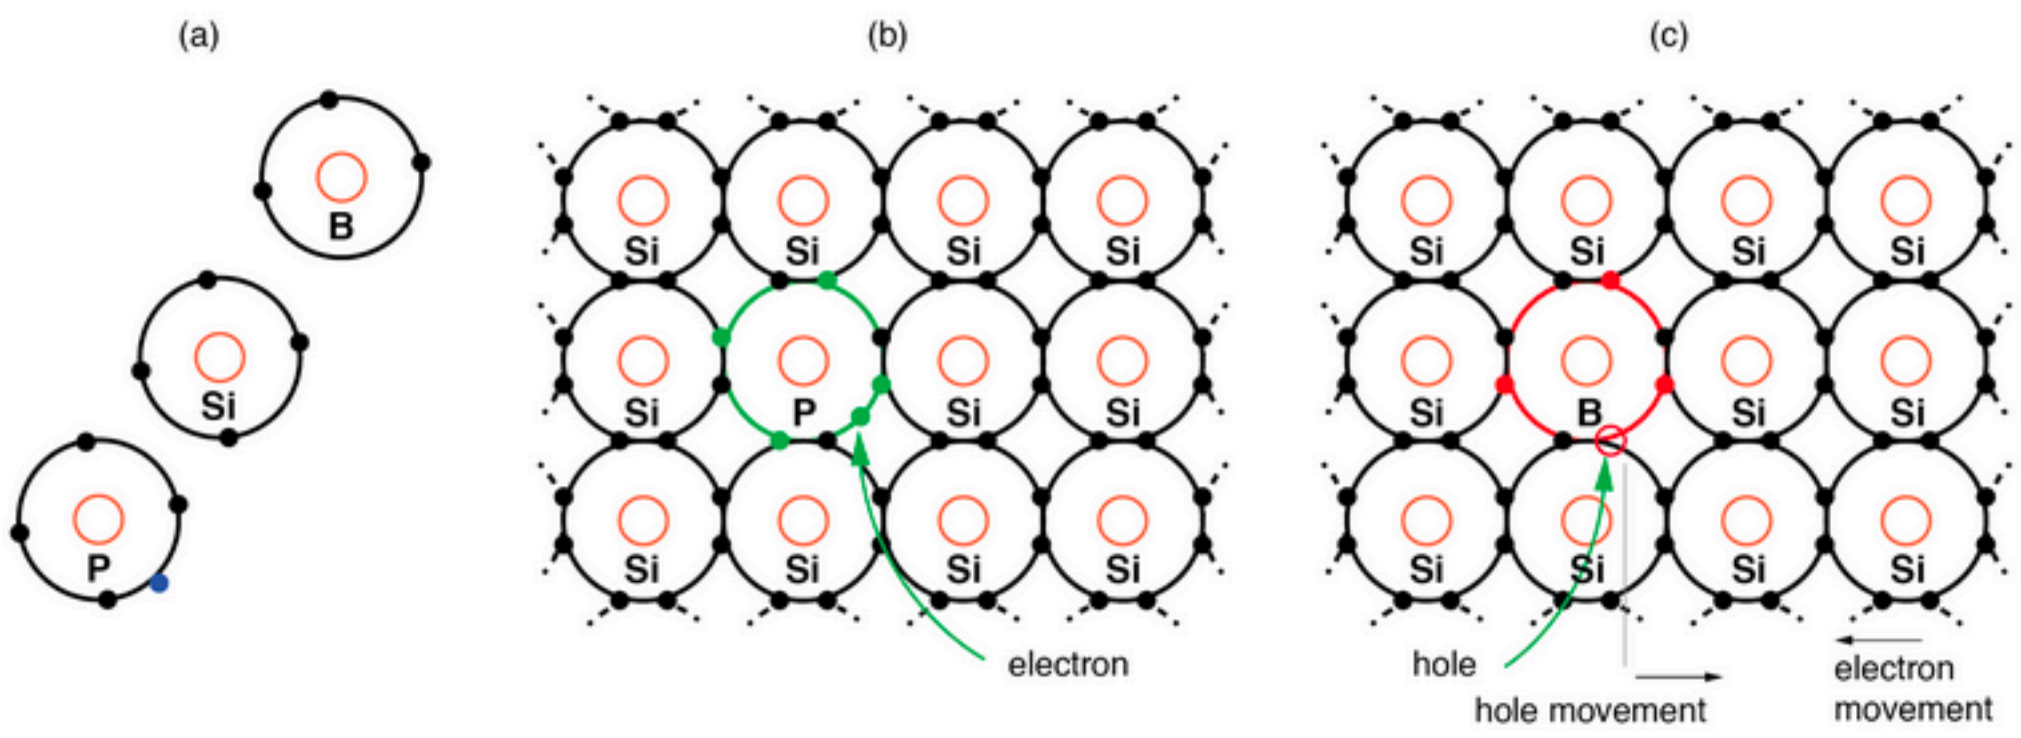 (a)
B
Si
P
(b)
Si Si Si Si
Si P Si Si
Si Si Si Si
electron
(c)
Si Si Si Si
Si B Si Si
Si Si Si Si
hole
hole movement
electron
movement